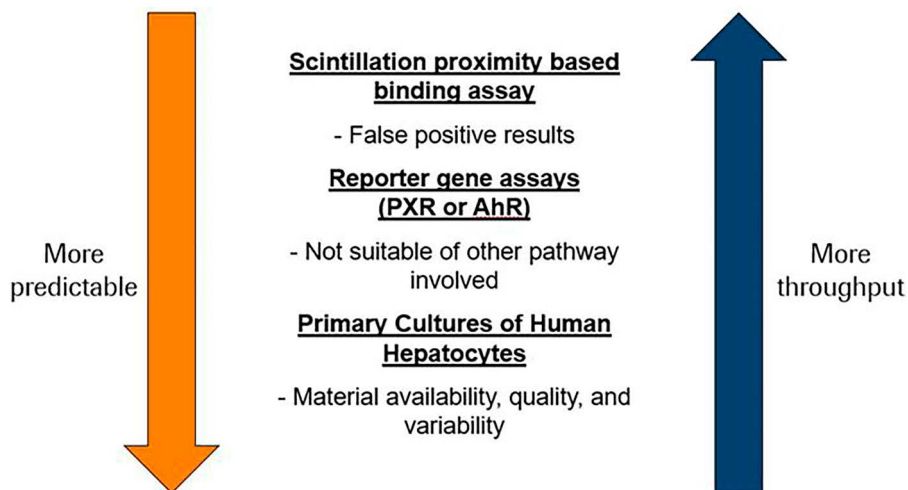 Scintillation proximity based
binding assay
- False positive results
Reporter gene assays
(PXR or AhR)
- Not suitable of other pathway
involved
Primary Cultures of Human
Hepatocytes
- Material availability, quality, and
variability
More
predictable
More
throughput